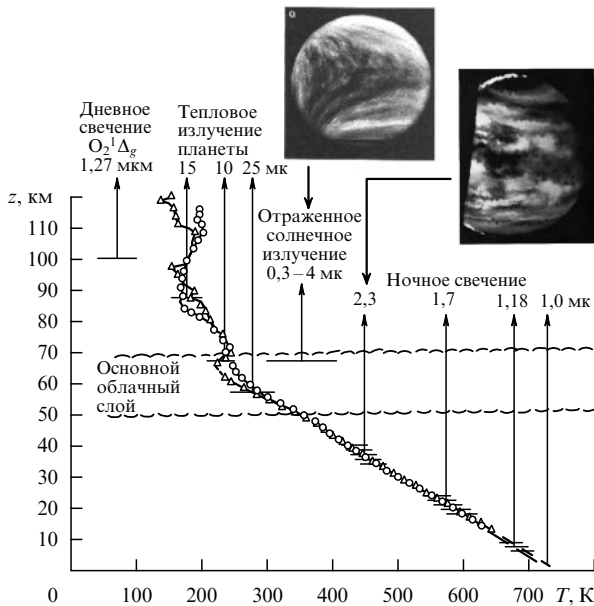 Дневное
свечение
O₂ ¹Δg
1,27 мкм
Тепловое
излучение
планеты
15 10 25 мк
Отраженное
солнечное
излучение
0,3–4 мк
Ночное свечение
2,3 1,7 1,18 1,0 мк
z, км
110
100
90
80
70
60
50
40
30
20
10
Основной
облачный
слой
0 100 200 300 400 500 600 700 T, К